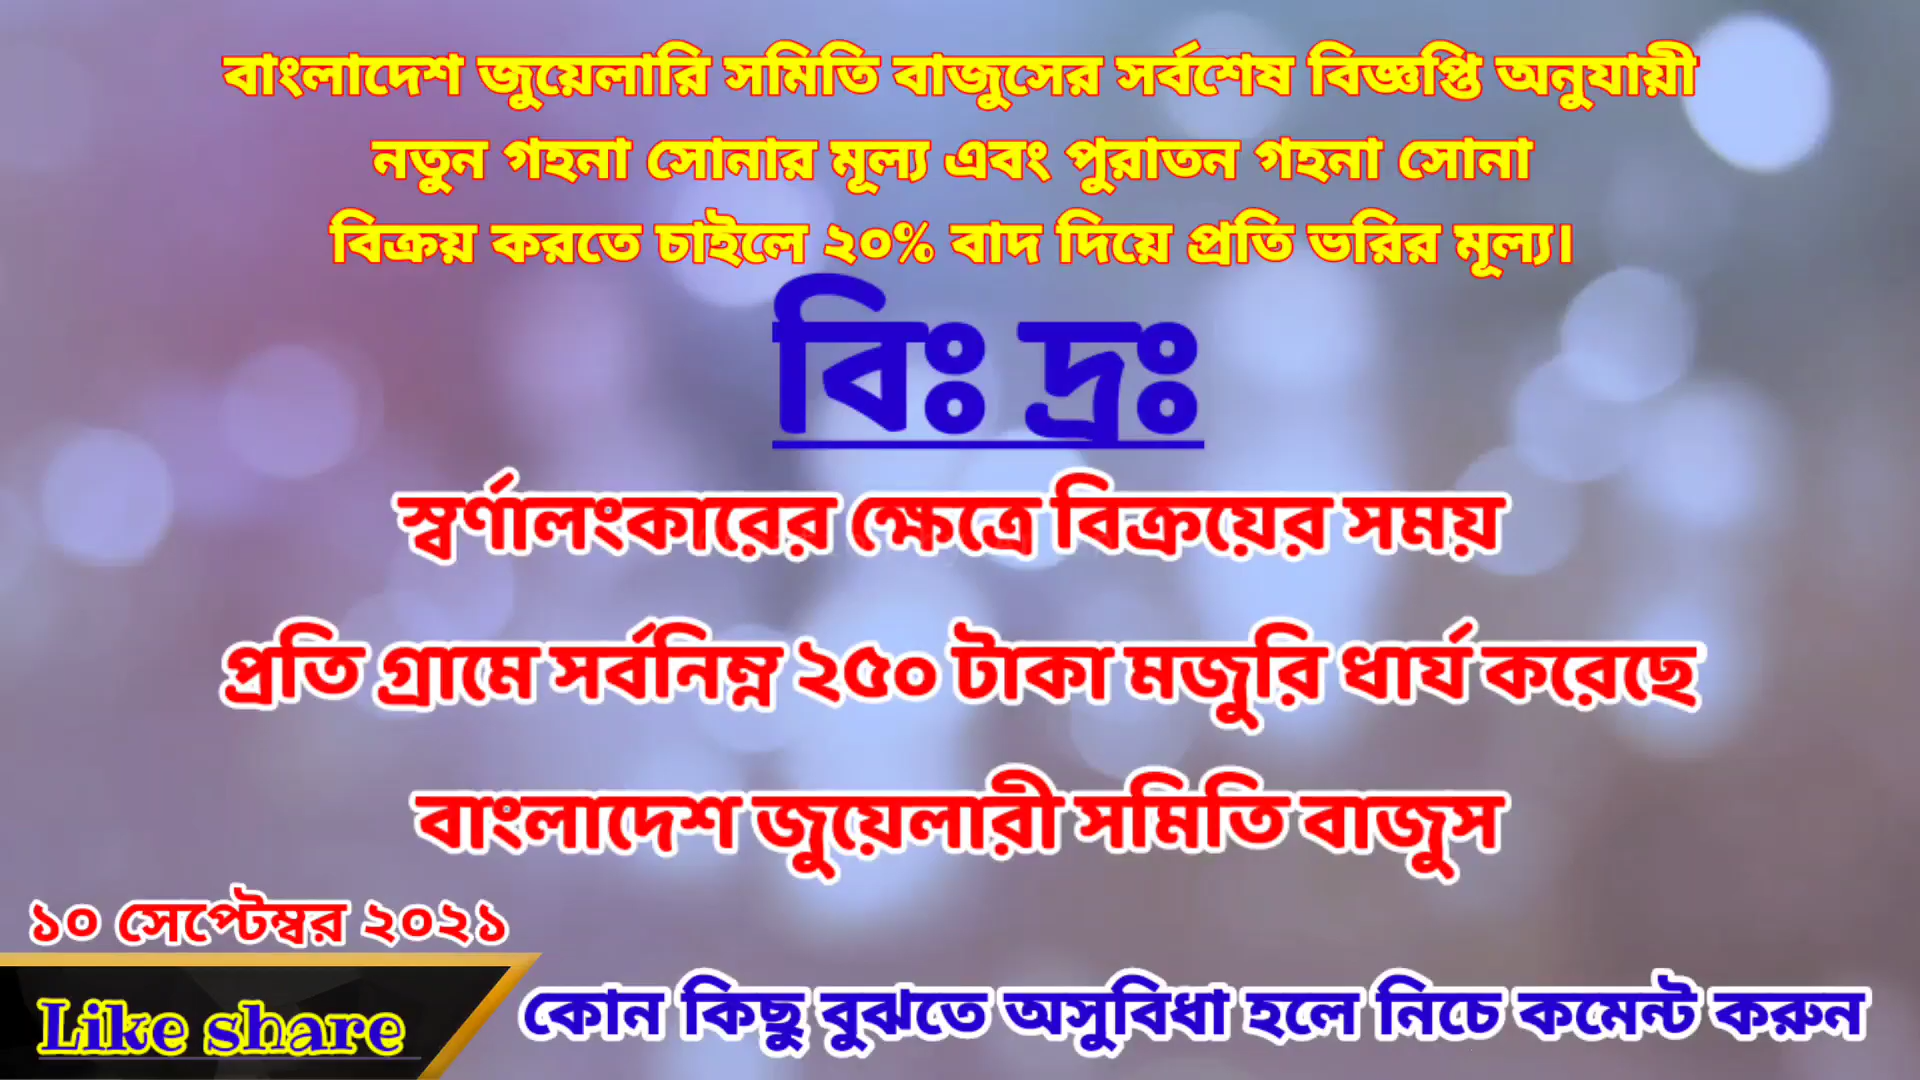 বাংলাদেশ জুয়েলারি সমিতি বাজুসের সর্বশেষ বিজ্ঞপ্তি অনুযায়ী
নতুন গহনা সোনার মূল্য এবং পুরাতন গহনা সোনা
বিক্রয় করতে চাইলে ২০% বাদ দিয়ে প্রতি ভরির মূল্য।
বিঃ দ্রঃ
স্বর্ণালংকারের ক্ষেত্রে বিক্রয়ের সময়
প্রতি গ্রামে সর্বনিম্ন ২৫০ টাকা মজুরি ধার্য করেছে
বাংলাদেশ জুয়েলারী সমিতি বাজুস
১০ সেপ্টেম্বর ২০২১
Like share
কোন কিছু বুঝতে অসুবিধা হলে নিচে কমেন্ট করুন